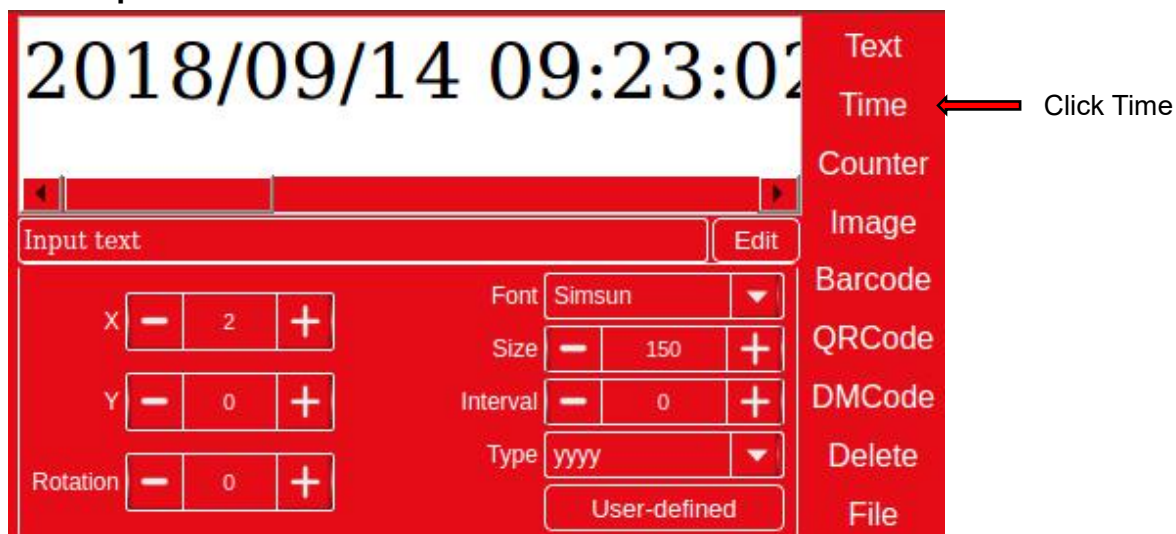 2018/09/14 09:23:02
Input text
Edit
X
2
Y
0
Rotation
0
Font
Simsun
Size
150
Interval
0
Type
yyyy
User-defined
Text
Time
Counter
Image
Barcode
QRCode
DMCode
Delete
File
Click Time